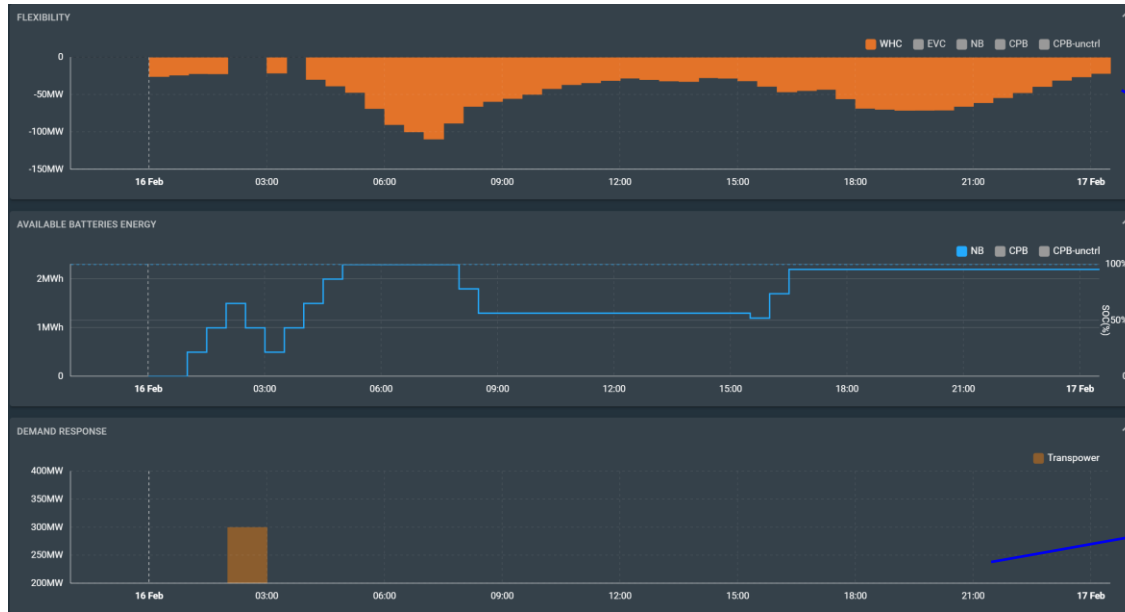 FLEXIBILITY
WHC EVC NB CPB CPB-unctrl
0
-50MW
-100MW
-150MW
16 Feb 03:00 06:00 09:00 12:00 15:00 18:00 21:00 17 Feb
AVAILABLE BATTERIES ENERGY
NB CPB CPB-unctrl
100%
2MWh
1MWh
50%
SOC(%)
0
16 Feb 03:00 06:00 09:00 12:00 15:00 18:00 21:00 17 Feb
DEMAND RESPONSE
Transpower
400MW
350MW
300MW
250MW
200MW
16 Feb 03:00 06:00 09:00 12:00 15:00 18:00 21:00 17 Feb